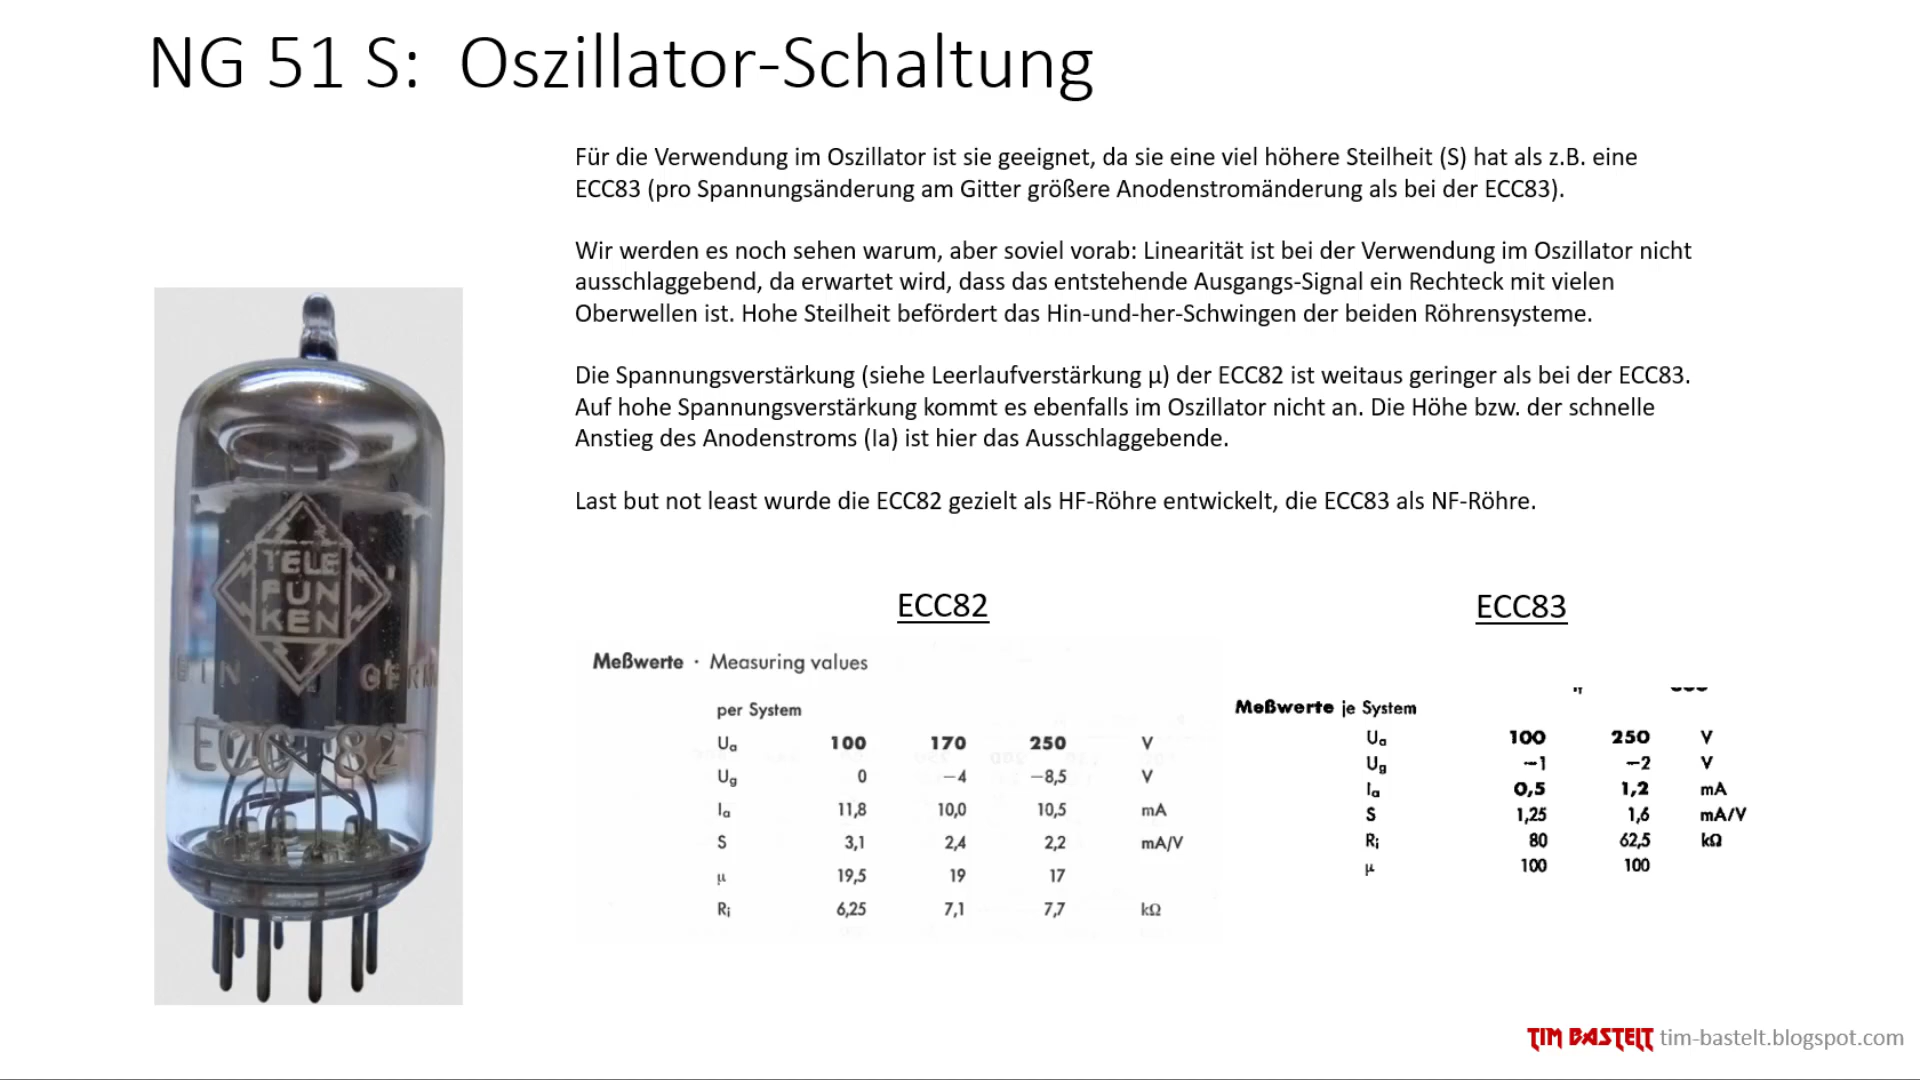 NG 51 S: Oszillator-Schaltung
Für die Verwendung im Oszillator ist sie geeignet, da sie eine viel höhere Steilheit (S) hat als z.B. eine
ECC83 (pro Spannungsänderung am Gitter größere Anodenstromänderung als bei der ECC83).
Wir werden es noch sehen warum, aber soviel vorab: Linearität ist bei der Verwendung im Oszillator nicht
ausschlaggebend, da erwartet wird, dass das entstehende Ausgangs-Signal ein Rechteck mit vielen
Oberwellen ist. Hohe Steilheit befördert das Hin-und-her-Schwingen der beiden Röhrensysteme.
Die Spannungsverstärkung (siehe Leerlaufverstärkung µ) der ECC82 ist weitaus geringer als bei der ECC83.
Auf hohe Spannungsverstärkung kommt es ebenfalls im Oszillator nicht an. Die Höhe bzw. der schnelle
Anstieg des Anodenstroms (Ia) ist hier das Ausschlaggebende.
Last but not least wurde die ECC82 gezielt als HF-Röhre entwickelt, die ECC83 als NF-Röhre.
TELE
FUN
KEN
ECC 82
ECC82
Meßwerte · Measuring values
per System
Ua 100 170 250 V
Ug 0 –4 –8,5 V
Ia 11,8 10,0 10,5 mA
S 3,1 2,4 2,2 mA/V
µ 19,5 19 17
Ri 6,25 7,1 7,7 kΩ
ECC83
Meßwerte je System
Ua 100 250 V
Ug –1 –2 V
Ia 0,5 1,2 mA
S 1,25 1,6 mA/V
Ri 80 62,5 kΩ
µ 100 100
TIM BASTELT tim-bastelt.blogspot.com